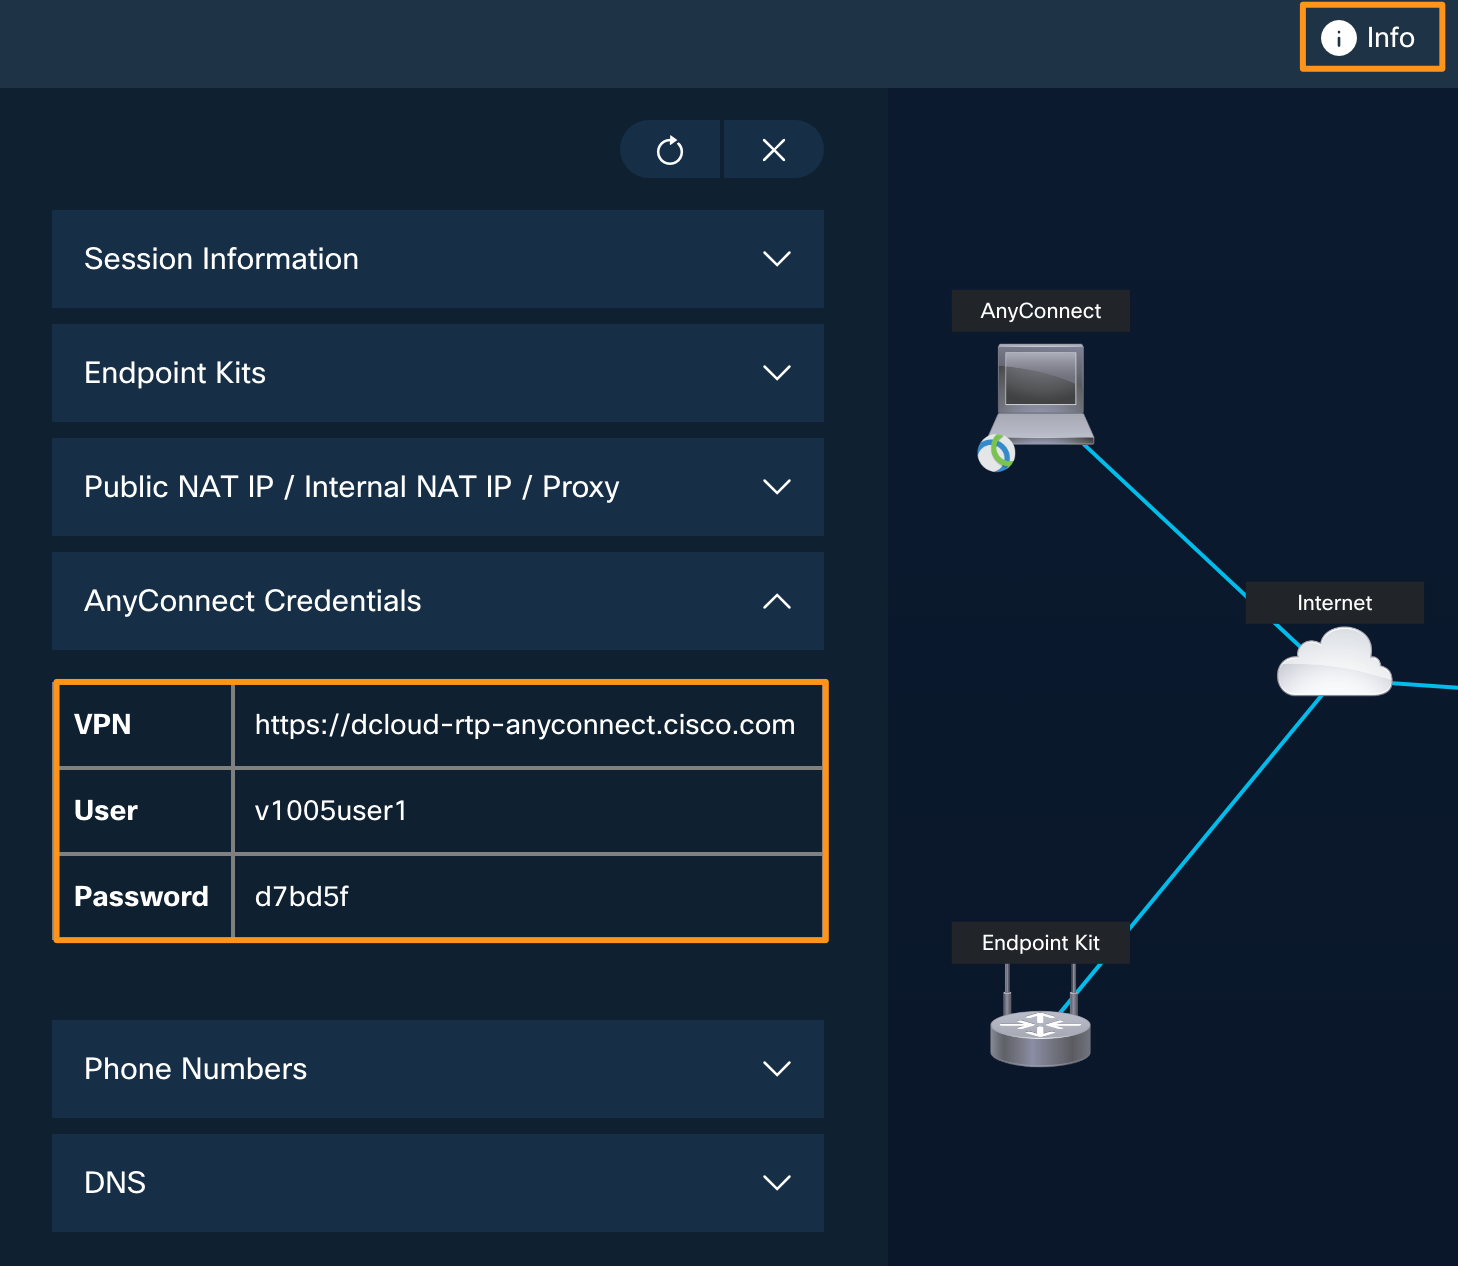 Info
Session Information
Endpoint Kits
Public NAT IP / Internal NAT IP / Proxy
AnyConnect Credentials
VPN https://dcloud-rtp-anyconnect.cisco.com
User v1005user1
Password d7bd5f
Phone Numbers
DNS
AnyConnect
Internet
Endpoint Kit